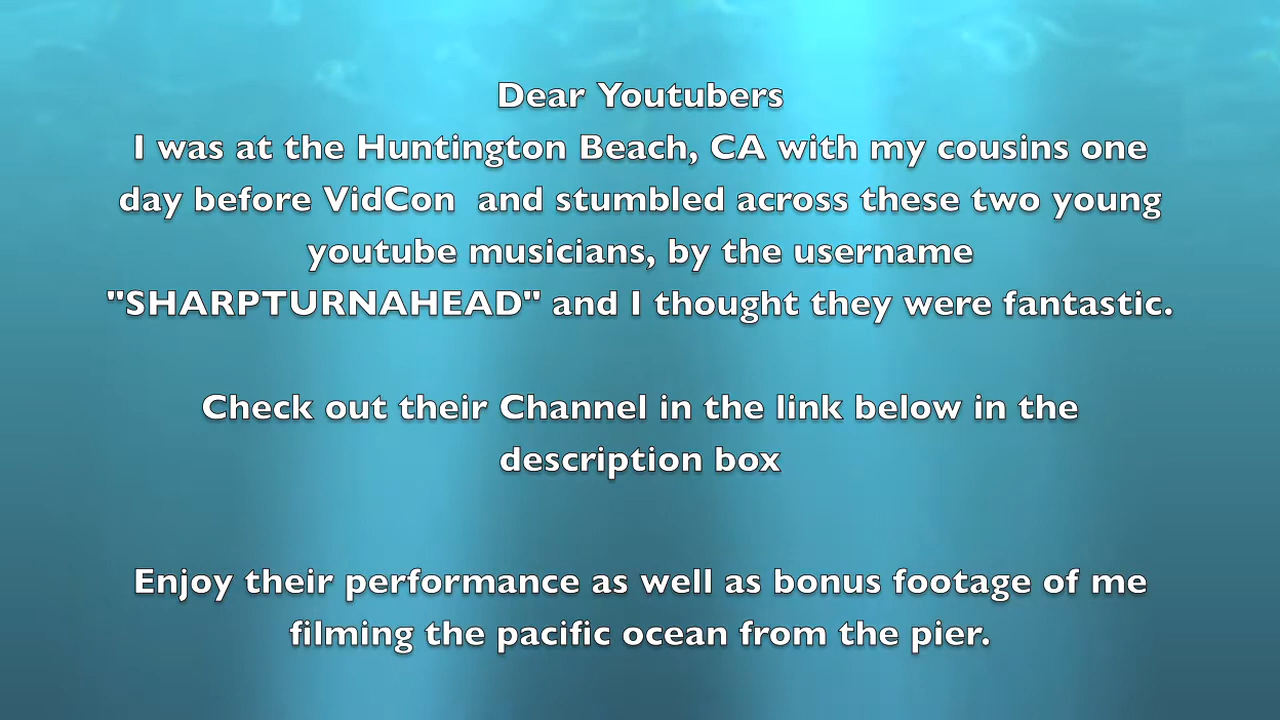 Dear Youtubers
I was at the Huntington Beach, CA with my cousins one
day before VidCon  and stumbled across these two young
youtube musicians, by the username
"SHARPTURNAHEAD" and I thought they were fantastic.
Check out their Channel in the link below in the
description box
Enjoy their performance as well as bonus footage of me
filming the pacific ocean from the pier.